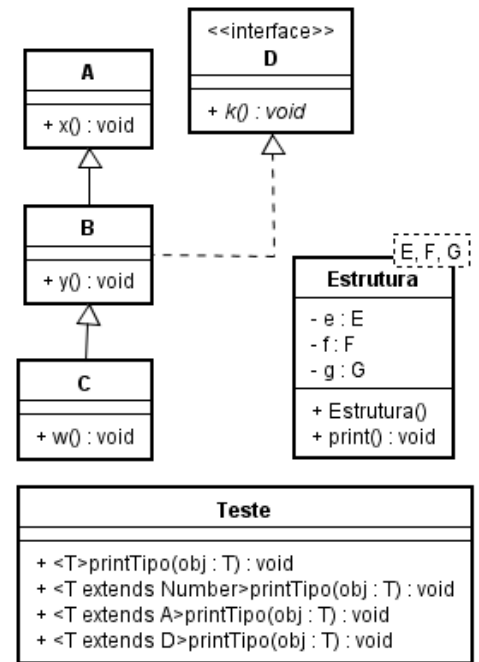 A
+ x() : void
<<interface>>
D
+ k() : void
B
+ y() : void
C
+ w() : void
E, F, G
Estrutura
- e : E
- f : F
- g : G
+ Estrutura()
+ print() : void
Teste
+ <T>printTipo(obj : T) : void
+ <T extends Number>printTipo(obj : T) : void
+ <T extends A>printTipo(obj : T) : void
+ <T extends D>printTipo(obj : T) : void